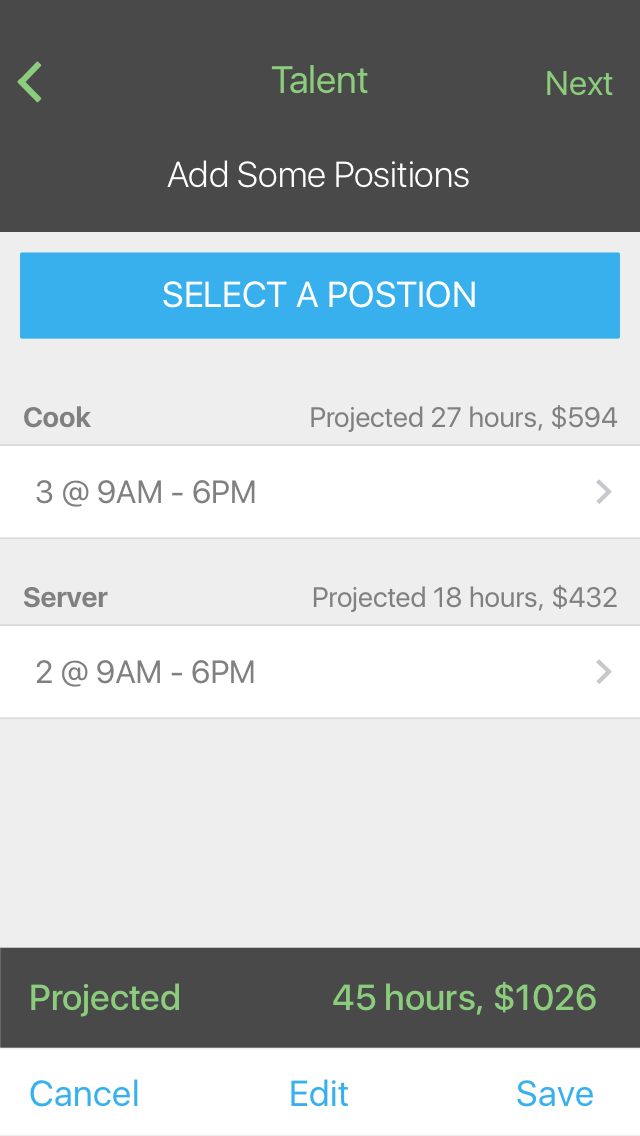 Talent Next
Add Some Positions
SELECT A POSTION
Cook Projected 27 hours, $594
3 @ 9AM - 6PM
Server Projected 18 hours, $432
2 @ 9AM - 6PM
Projected 45 hours, $1026
Cancel Edit Save